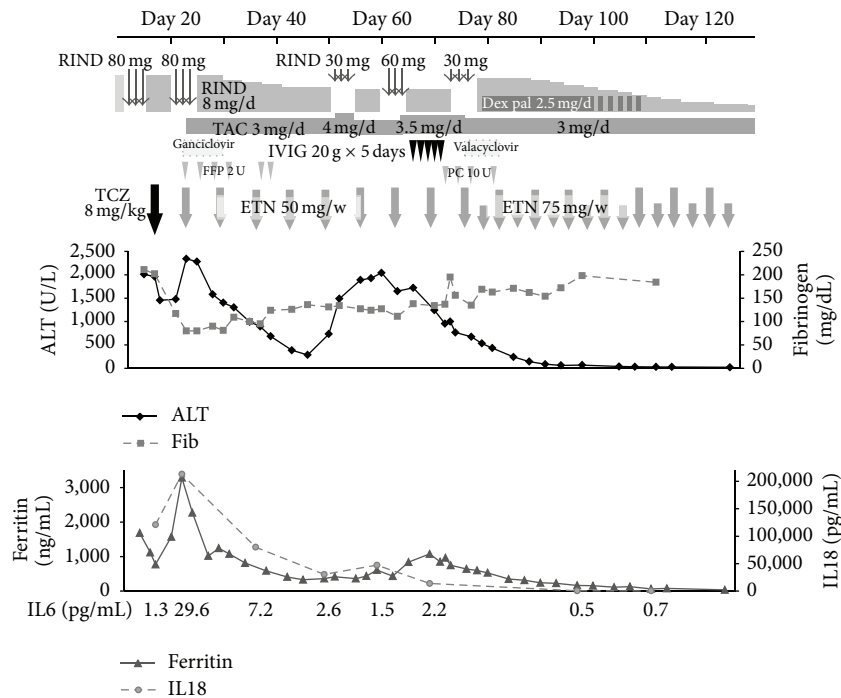 Day 20 Day 40 Day 60 Day 80 Day 100 Day 120
RIND 80 mg 80 mg RIND 30 mg 60 mg 30 mg
RIND
8 mg/d
Dex pal 2.5 mg/d
TAC 3 mg/d 4 mg/d 3.5 mg/d 3 mg/d
Ganciclovir IVIG 20 g × 5 days Valacyclovir
FFP 2 U PC 10 U
TCZ
8 mg/kg
ETN 50 mg/w ETN 75 mg/w
2,500 250
2,000 200
1,500 150
1,000 100
500 50
0 0
ALT (U/L)
Fibrinogen
(mg/dL)
ALT
Fib
3,000 200,000
2,000 150,000
100,000
1,000 50,000
0 0
Ferritin
(ng/mL)
IL18 (pg/mL)
IL6 (pg/mL) 1.3 29.6 7.2 2.6 1.5 2.2 0.5 0.7
Ferritin
IL18